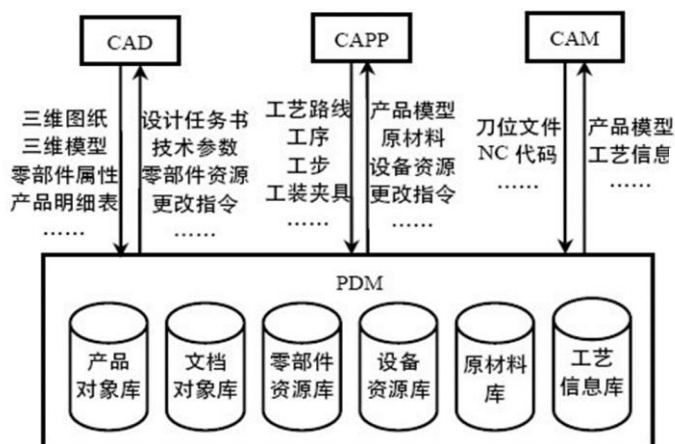 CAD
CAPP
CAM
三维图纸
三维模型
零部件属性
产品明细表
……
设计任务书
技术参数
零部件资源
更改指令
……
工艺路线
工序
工步
工装夹具
……
产品模型
原材料
设备资源
更改指令
……
刀位文件
NC 代码
……
产品模型
工艺信息
……
PDM
产品
对象库
文档
对象库
零部件
资源库
设备
资源库
原材料
库
工艺
信息库